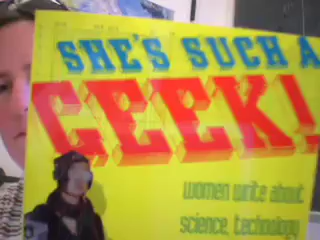 SHE'S SUCH A
GEEK!
women write about
science, technology